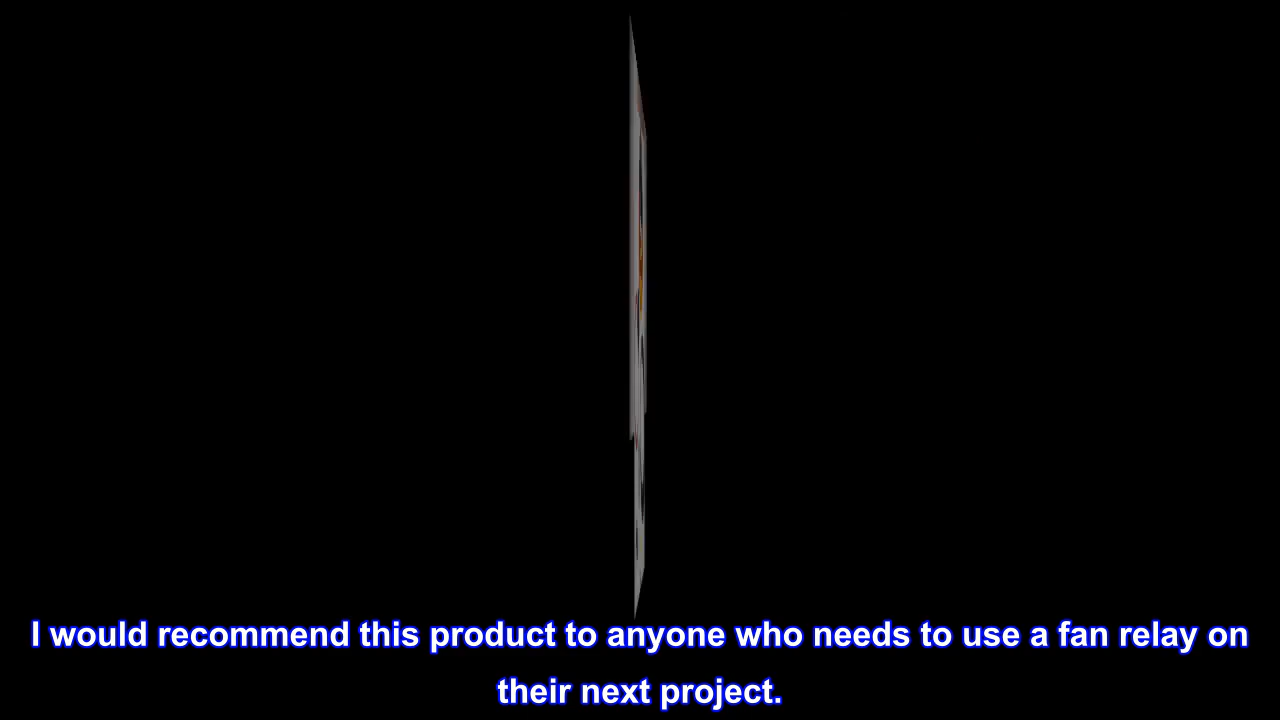 I would recommend this product to anyone who needs to use a fan relay on
their next project.